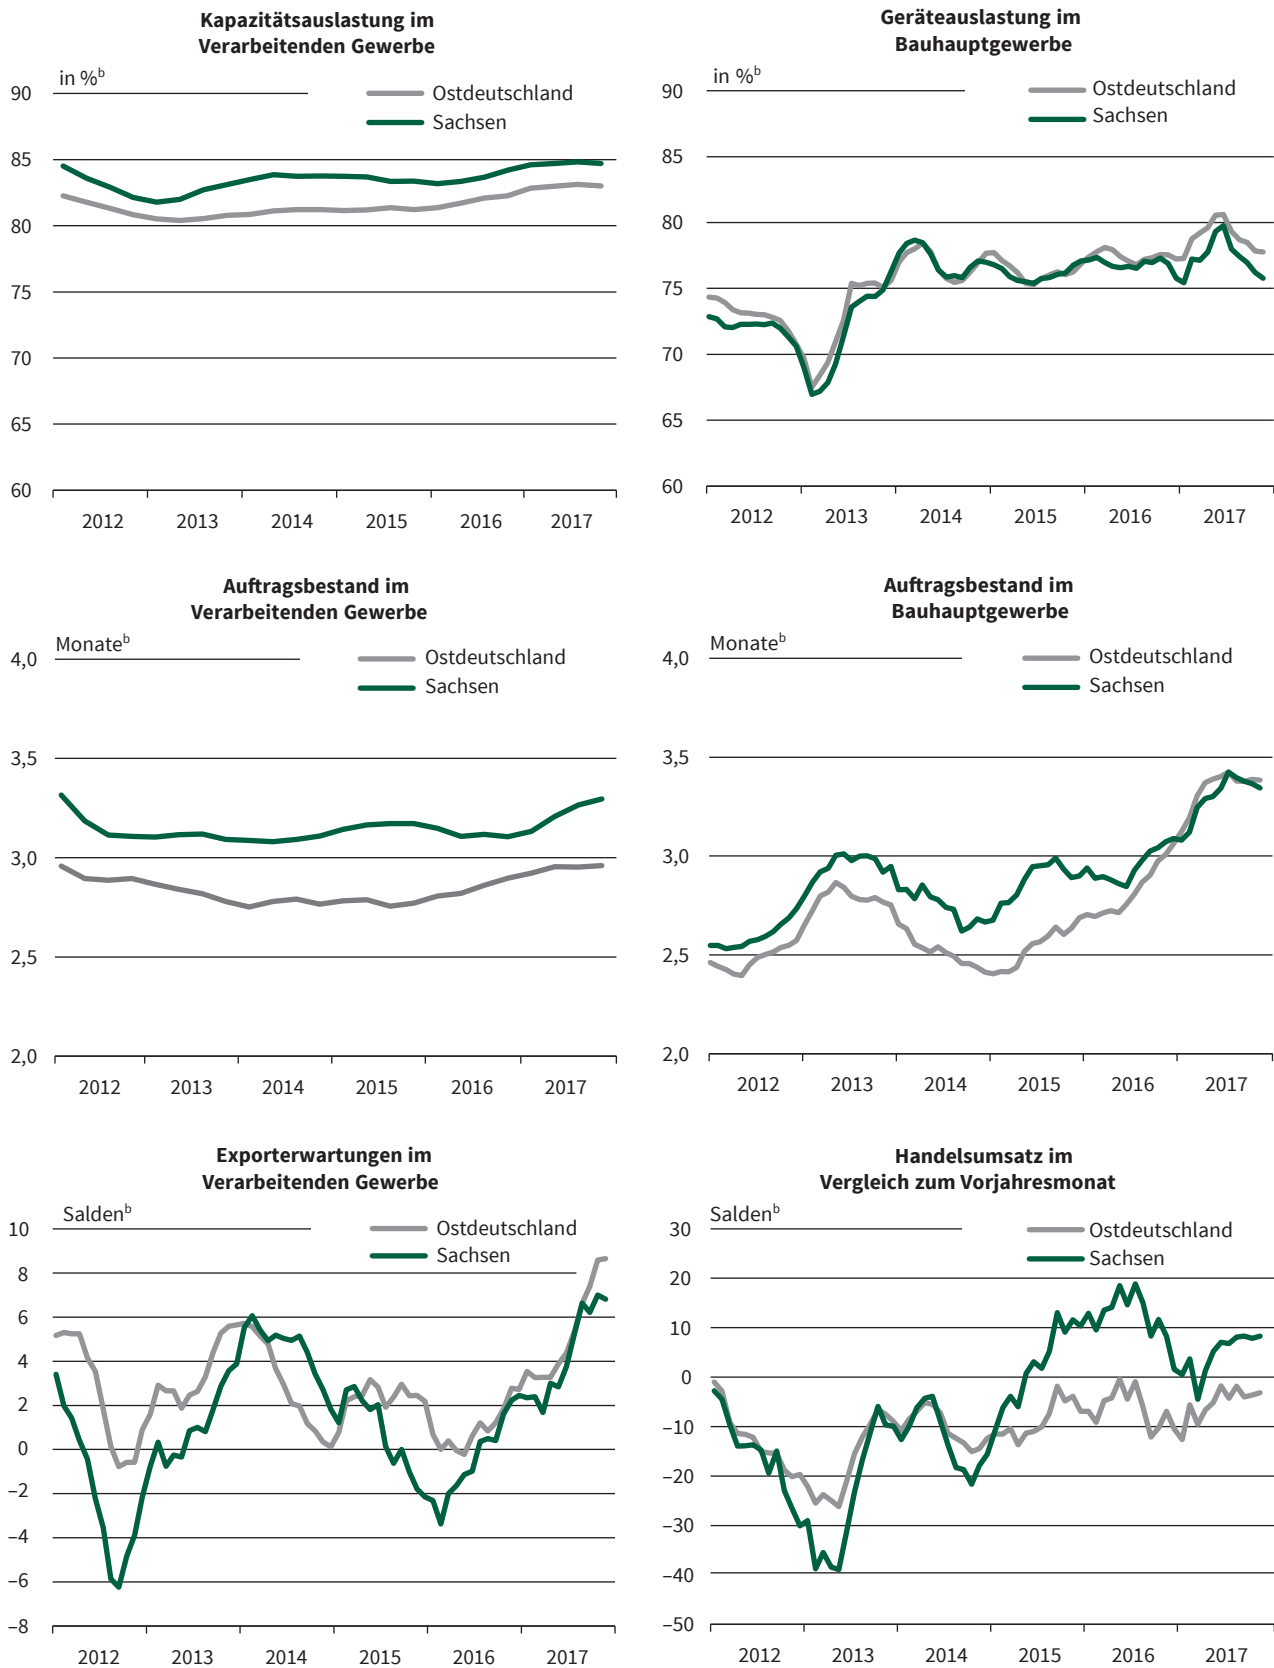 Kapazitätsauslastung im
Verarbeitenden Gewerbe
in %b
Ostdeutschland
Sachsen
90
85
80
75
70
65
60
2012 2013 2014 2015 2016 2017
Geräteauslastung im
Bauhauptgewerbe
in %b
Ostdeutschland
Sachsen
90
85
80
75
70
65
60
2012 2013 2014 2015 2016 2017
Auftragsbestand im
Verarbeitenden Gewerbe
Monateb
Ostdeutschland
Sachsen
4,0
3,5
3,0
2,5
2,0
2012 2013 2014 2015 2016 2017
Auftragsbestand im
Bauhauptgewerbe
Monateb
Ostdeutschland
Sachsen
4,0
3,5
3,0
2,5
2,0
2012 2013 2014 2015 2016 2017
Exporterwartungen im
Verarbeitenden Gewerbe
Saldenb
Ostdeutschland
Sachsen
10
8
6
4
2
0
–2
–4
–6
–8
2012 2013 2014 2015 2016 2017
Handelsumsatz im
Vergleich zum Vorjahresmonat
Saldenb
Ostdeutschland
Sachsen
30
20
10
0
–10
–20
–30
–40
–50
2012 2013 2014 2015 2016 2017